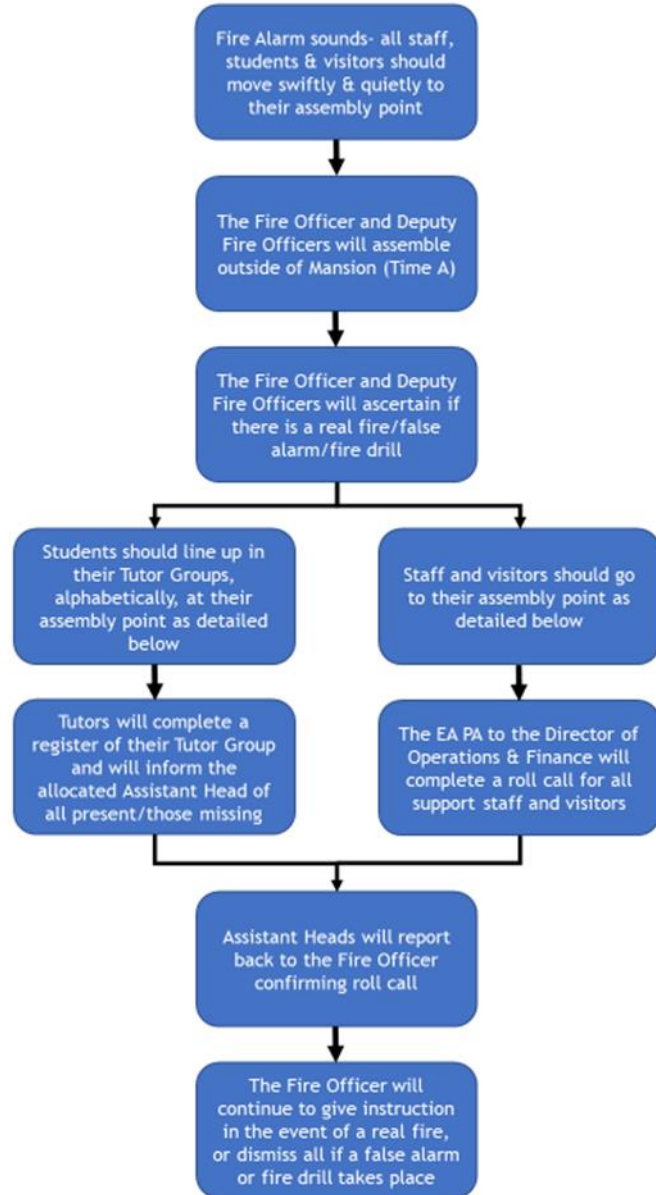 Fire Alarm sounds- all staff,
students & visitors should
move swiftly & quietly to
their assembly point
The Fire Officer and Deputy
Fire Officers will assemble
outside of Mansion (Time A)
The Fire Officer and Deputy
Fire Officers will ascertain if
there is a real fire/false
alarm/fire drill
Students should line up in
their Tutor Groups,
alphabetically, at their
assembly point as detailed
below
Staff and visitors should go
to their assembly point as
detailed below
Tutors will complete a
register of their Tutor Group
and will inform the
allocated Assistant Head of
all present/those missing
The EA PA to the Director of
Operations & Finance will
complete a roll call for all
support staff and visitors
Assistant Heads will report
back to the Fire Officer
confirming roll call
The Fire Officer will
continue to give instruction
in the event of a real fire,
or dismiss all if a false alarm
or fire drill takes place